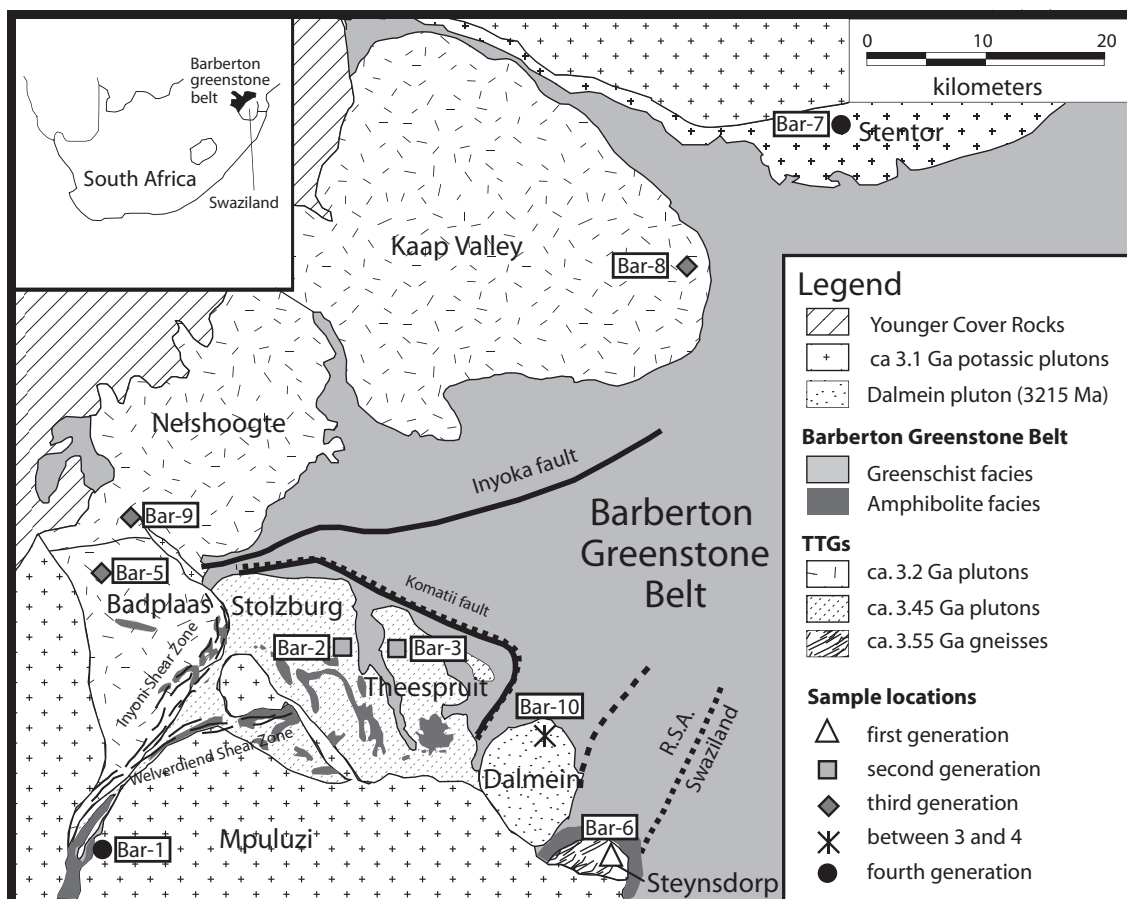 Barberton
greenstone
belt
South Africa
Swaziland
0 10 20
kilometers
Bar-7
Stentor
Kaap Valley
Bar-8
Legend
Younger Cover Rocks
ca 3.1 Ga potassic plutons
Dalmein pluton (3215 Ma)
Barberton Greenstone Belt
Greenschist facies
Amphibolite facies
TTGs
ca. 3.2 Ga plutons
ca. 3.45 Ga plutons
ca. 3.55 Ga gneisses
Sample locations
first generation
second generation
third generation
between 3 and 4
fourth generation
Nelshoogte
Inyoka fault
Barberton
Greenstone
Belt
Bar-9
Bar-5
Badplaas
Stolzburg
Komatii fault
Bar-2
Bar-3
Theespruit
Inyoni Shear Zone
Welverdiend Shear Zone
Bar-10
Dalmein
R.S.A.
Swaziland
Bar-6
Mpuluzi
Bar-1
Steynsdorp